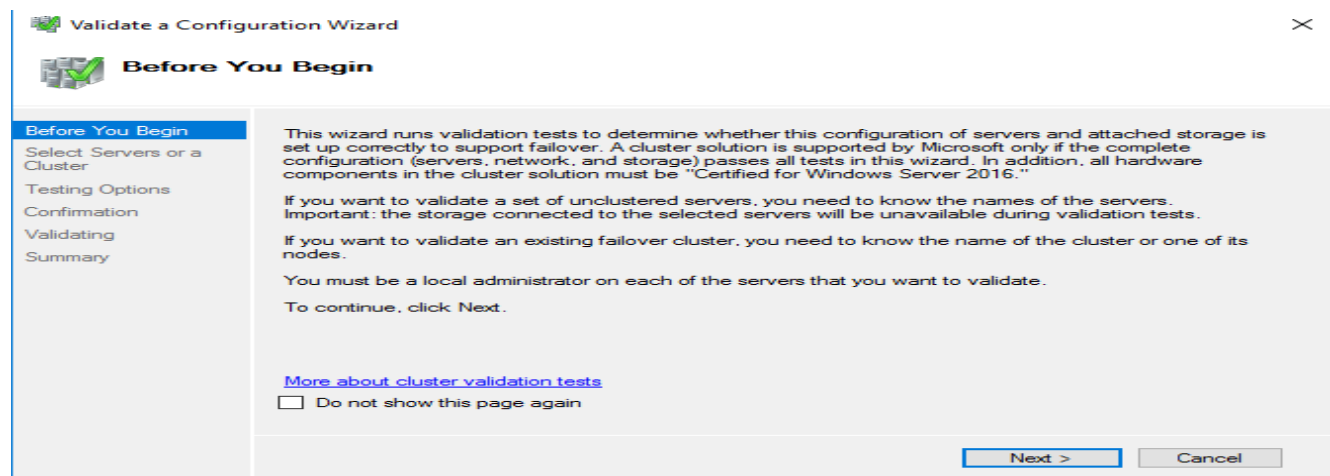 Validate a Configuration Wizard
Before You Begin
Before You Begin
Select Servers or a
Cluster
Testing Options
Confirmation
Validating
Summary
This wizard runs validation tests to determine whether this configuration of servers and attached storage is
set up correctly to support failover. A cluster solution is supported by Microsoft only if the complete
configuration (servers, network, and storage) passes all tests in this wizard. In addition, all hardware
components in the cluster solution must be "Certified for Windows Server 2016."
If you want to validate a set of unclustered servers, you need to know the names of the servers.
Important: the storage connected to the selected servers will be unavailable during validation tests.
If you want to validate an existing failover cluster, you need to know the name of the cluster or one of its
nodes.
You must be a local administrator on each of the servers that you want to validate.
To continue, click Next.
More about cluster validation tests
Do not show this page again
Next >
Cancel